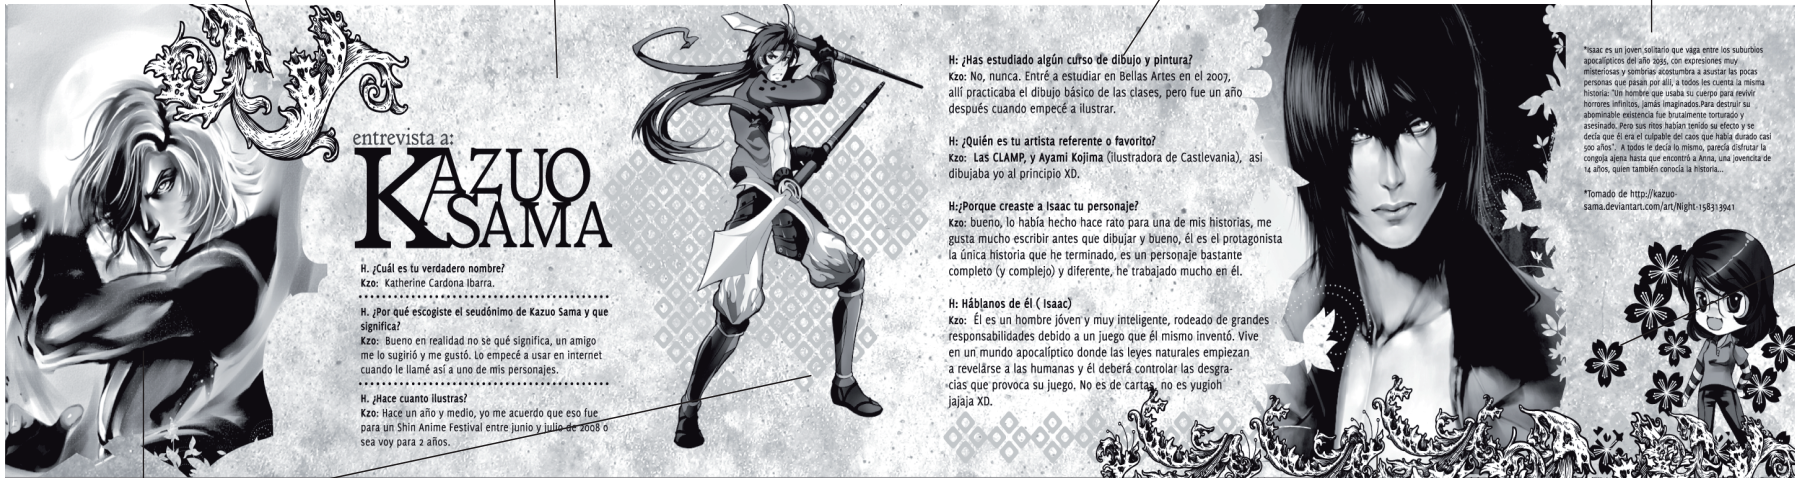 entrevista a:
KAZUO
SAMA
H. ¿Cuál es tu verdadero nombre?
Kzo: Katherine Cardona Ibarra.
H. ¿Por qué escogiste el seudónimo de Kazuo Sama y que
significa?
Kzo: Bueno en realidad no se qué significa, un amigo
me lo sugirió y me gustó. Lo empecé a usar en internet
cuando le llamé así a uno de mis personajes.
H. ¿Hace cuanto ilustras?
Kzo: Hace un año y medio, yo me acuerdo que eso fue
para un Shin Anime Festival entre junio y julio de 2008 o
sea voy para 2 años.
H: ¿Has estudiado algún curso de dibujo y pintura?
Kzo: No, nunca. Entré a estudiar en Bellas Artes en el 2007,
allí practicaba el dibujo básico de las clases, pero fue un año
después cuando empecé a ilustrar.
H: ¿Quién es tu artista referente o favorito?
Kzo: Las CLAMP, y Ayami Kojima (ilustradora de Castlevania), asi
dibujaba yo al principio XD.
H:¿Porque creaste a Isaac tu personaje?
Kzo: bueno, lo había hecho hace rato para una de mis historias, me
gusta mucho escribir antes que dibujar y bueno, él es el protagonista
la única historia que he terminado, es un personaje bastante
completo (y complejo) y diferente, he trabajado mucho en él.
H: Háblanos de él ( Isaac)
Kzo: Él es un hombre jóven y muy inteligente, rodeado de grandes
responsabilidades debido a un juego que él mismo inventó. Vive
en un mundo apocalíptico donde las leyes naturales empiezan
a revelarse a las humanas y él deberá controlar las desgra-
cias que provoca su juego. No es de cartas, no es yugioh
jajaja XD.
*Isaac es un joven solitario que vaga entre los suburbios
apocalípticos del año 2035, con expresiones muy
misteriosas y sombrias acostumbra a asustar las pocas
personas que pasan por allí, a todos les cuenta la misma
historia: "Un hombre que usaba su cuerpo para revivir
horrores infinitos, jamás imaginados.Para destruir su
abominable existencia fue brutalmente torturado y
asesinado. Pero sus ritos habían tenido su efecto y se
decía que él era el culpable del caos que había durado casi
500 años". A todos le decía lo mismo, parecía disfrutar la
congoja ajena hasta que encontró a Anna, una jovencita de
14 años, quien también conocía la historia...
*Tomado de http://kazuo-
sama.deviantart.com/art/Night-158313941